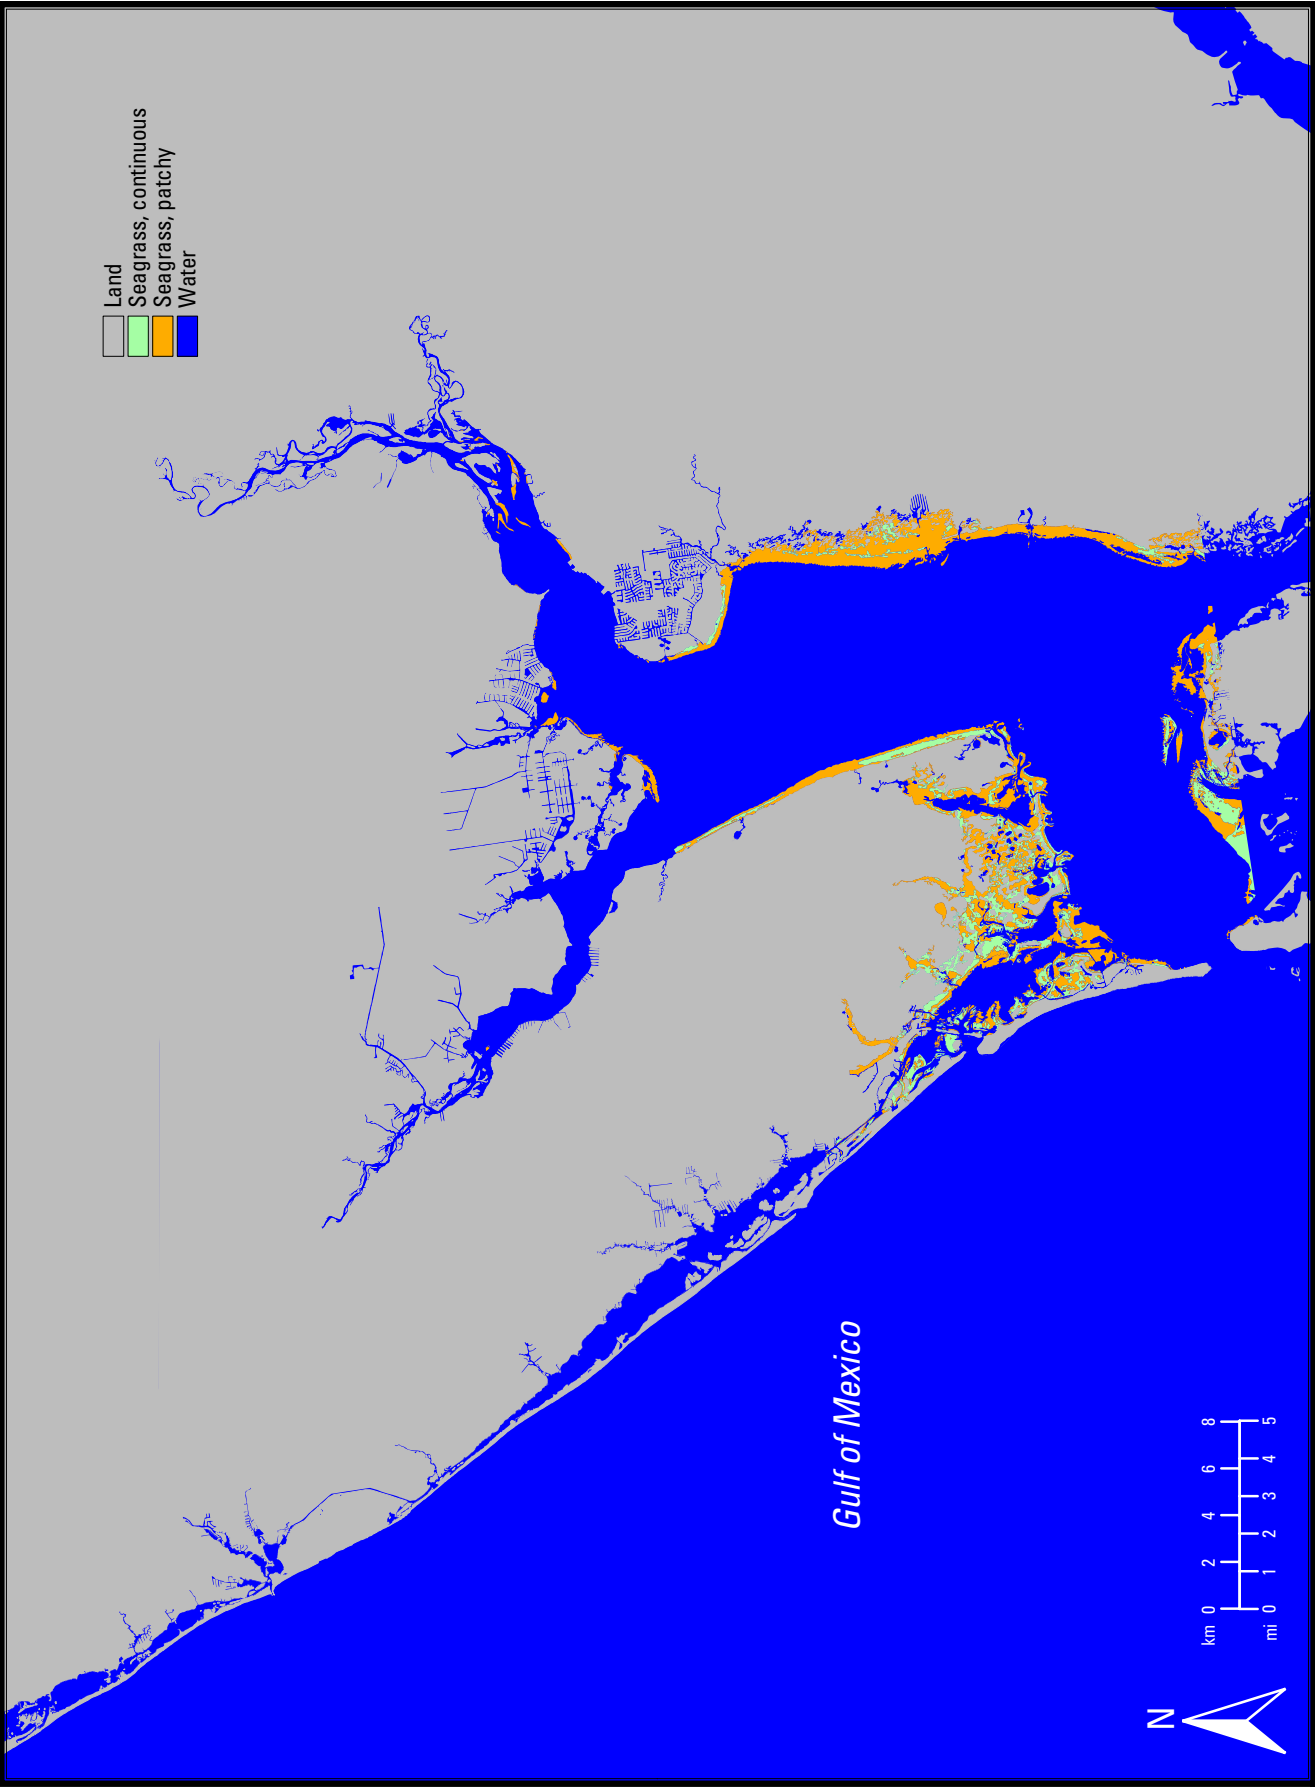 Land
Seagrass, continuous
Seagrass, patchy
Water
Gulf of Mexico
km 0 2 4 6 8
mi 0 1 2 3 4 5
N